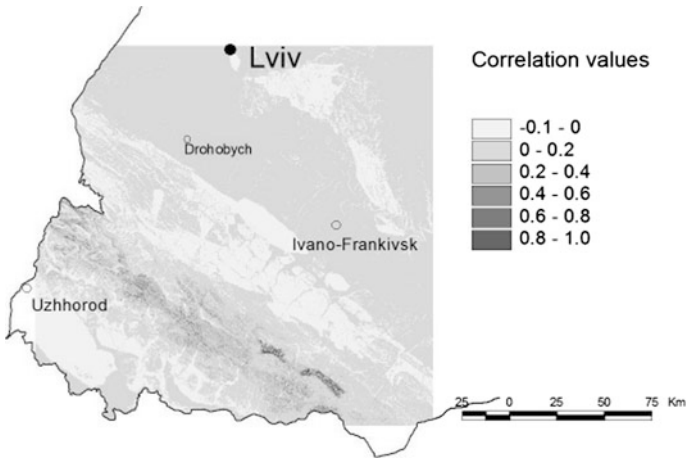 Lviv
Correlation values
-0.1 - 0
0 - 0.2
0.2 - 0.4
0.4 - 0.6
0.6 - 0.8
0.8 - 1.0
Drohobych
Ivano-Frankivsk
Uzhhorod
25 0 25 50 75 Km